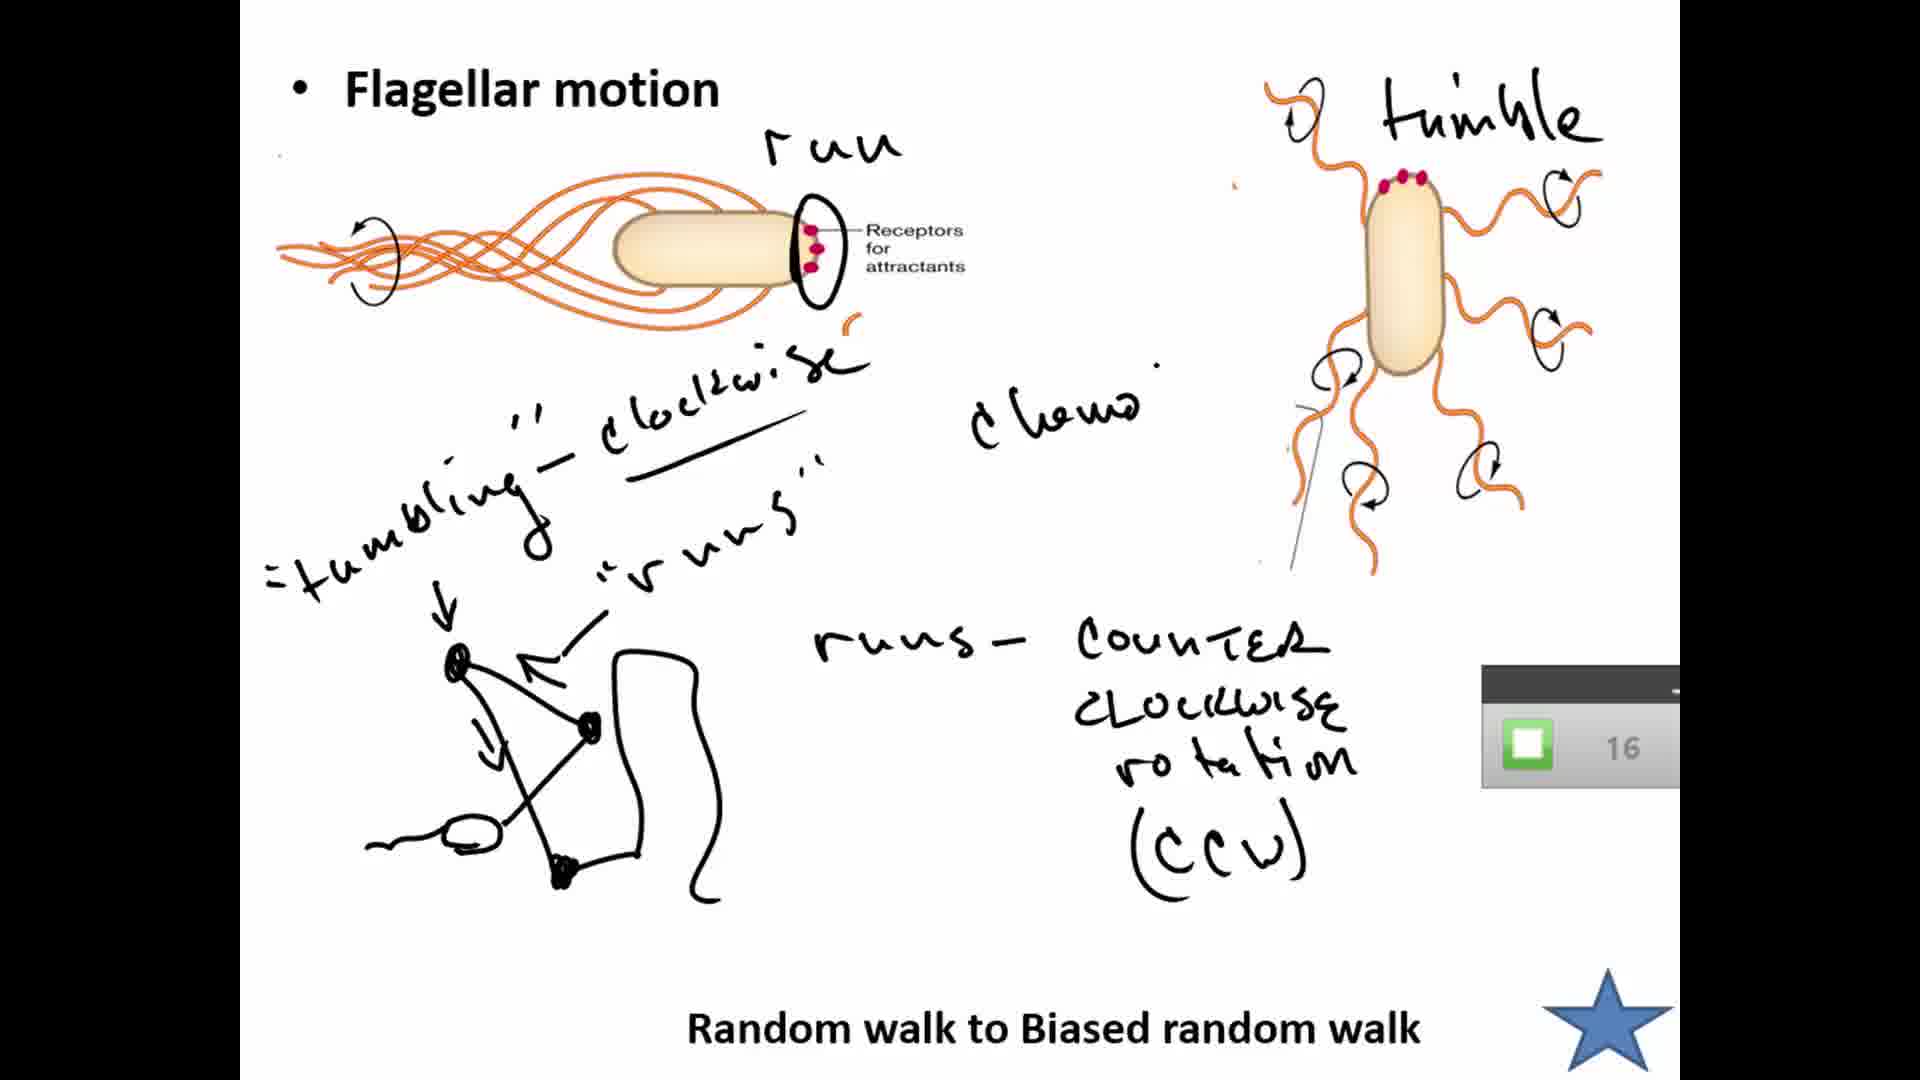 • Flagellar motion
run
tumble
Receptors
for
attractants
"tumbling" - clockwise
"runs"
chemo
runs - COUNTER
CLOCKWISE
rotation
(CCW)
16
Random walk to Biased random walk